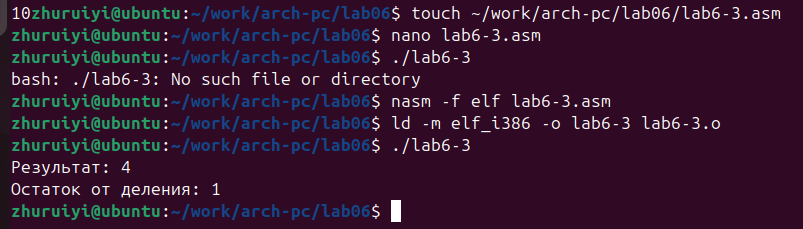 10zhuruiyi@ubuntu:~/work/arch-pc/lab06$ touch ~/work/arch-pc/lab06/lab6-3.asm
zhuruiyi@ubuntu:~/work/arch-pc/lab06$ nano lab6-3.asm
zhuruiyi@ubuntu:~/work/arch-pc/lab06$ ./lab6-3
bash: ./lab6-3: No such file or directory
zhuruiyi@ubuntu:~/work/arch-pc/lab06$ nasm -f elf lab6-3.asm
zhuruiyi@ubuntu:~/work/arch-pc/lab06$ ld -m elf_i386 -o lab6-3 lab6-3.o
zhuruiyi@ubuntu:~/work/arch-pc/lab06$ ./lab6-3
Результат: 4
Остаток от деления: 1
zhuruiyi@ubuntu:~/work/arch-pc/lab06$